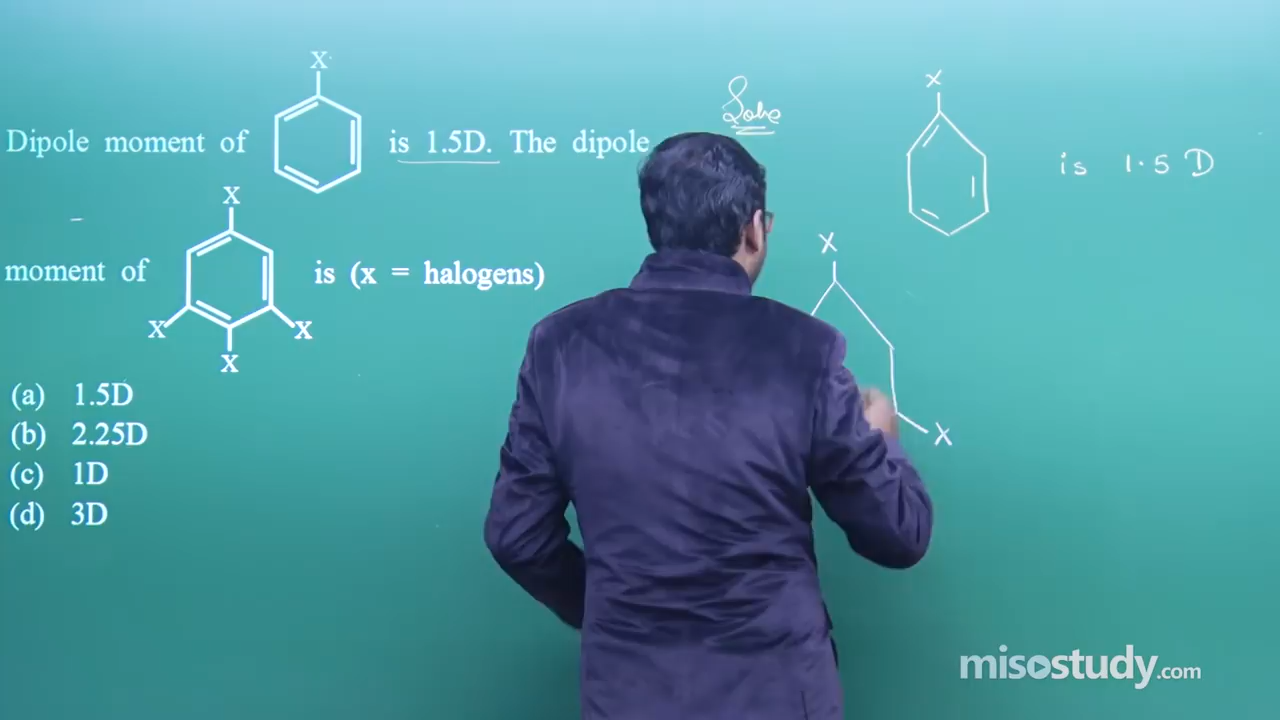 X
Dipole moment of is 1.5D. The dipole
X
moment of is (x = halogens)
X X
X
(a) 1.5D
(b) 2.25D
(c) 1D
(d) 3D
Solve
X
is 1.5 D
X
X
misostudy.com